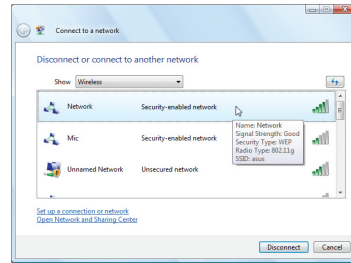 Connect to a network
Disconnect or connect to another network
Show Wireless
Network Security-enabled network
Name: Network
Signal Strength: Good
Security Type: WEP
Radio Type: 802.11g
SSID: asus
Mic Security-enabled network
Unnamed Network Unsecured network
Set up a connection or network
Open Network and Sharing Center
Disconnect Cancel